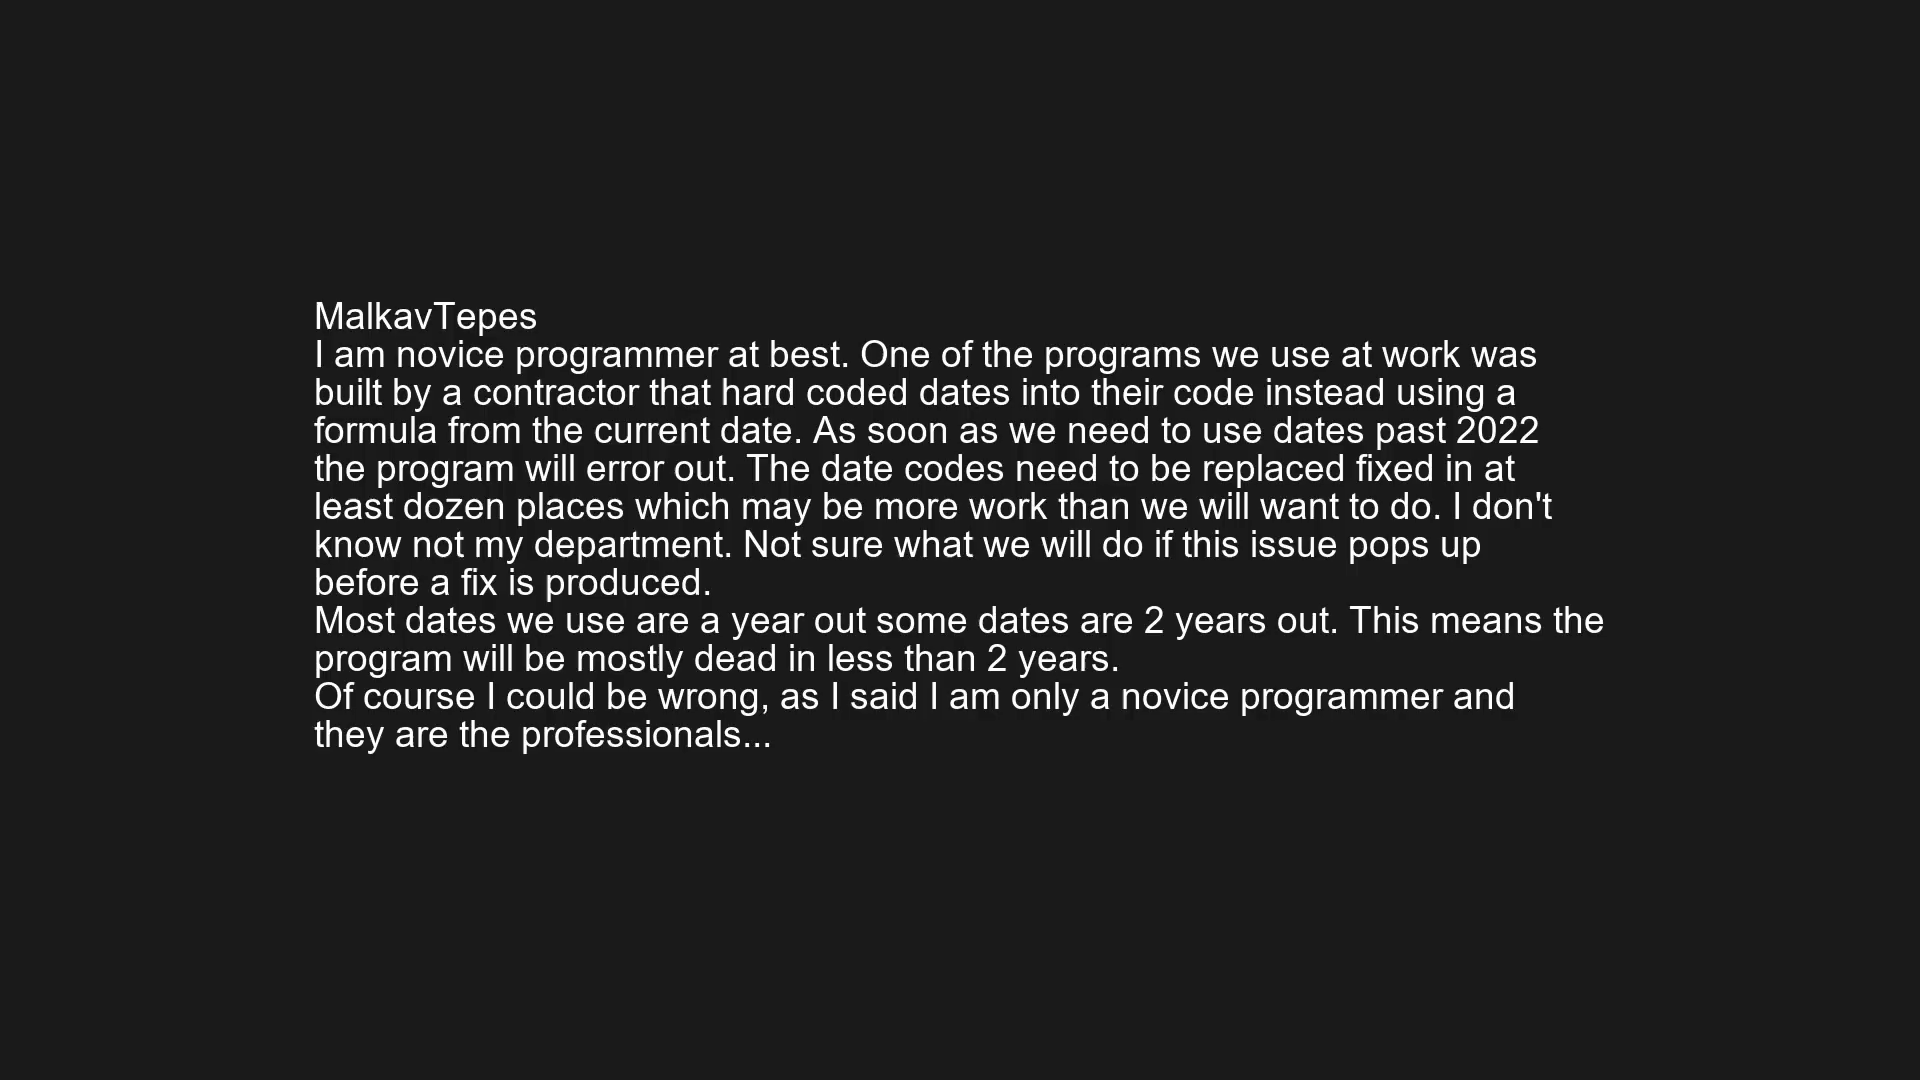 MalkavTepes
I am novice programmer at best. One of the programs we use at work was
built by a contractor that hard coded dates into their code instead using a
formula from the current date. As soon as we need to use dates past 2022
the program will error out. The date codes need to be replaced fixed in at
least dozen places which may be more work than we will want to do. I don't
know not my department. Not sure what we will do if this issue pops up
before a fix is produced.
Most dates we use are a year out some dates are 2 years out. This means the
program will be mostly dead in less than 2 years.
Of course I could be wrong, as I said I am only a novice programmer and
they are the professionals...